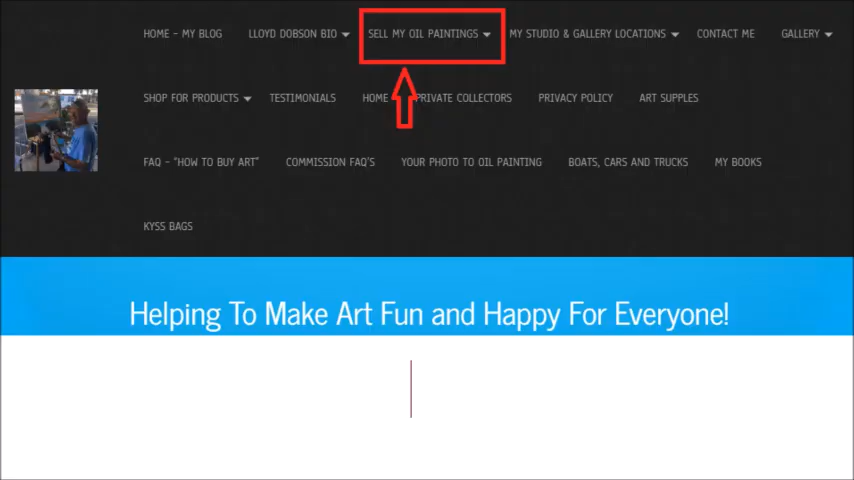 HOME – MY BLOG LLOYD DOBSON BIO SELL MY OIL PAINTINGS MY STUDIO & GALLERY LOCATIONS CONTACT ME GALLERY
SHOP FOR PRODUCTS TESTIMONIALS HOME PRIVATE COLLECTORS PRIVACY POLICY ART SUPPLES
FAQ – "HOW TO BUY ART" COMMISSION FAQ'S YOUR PHOTO TO OIL PAINTING BOATS, CARS AND TRUCKS MY BOOKS
KYSS BAGS
Helping To Make Art Fun and Happy For Everyone!